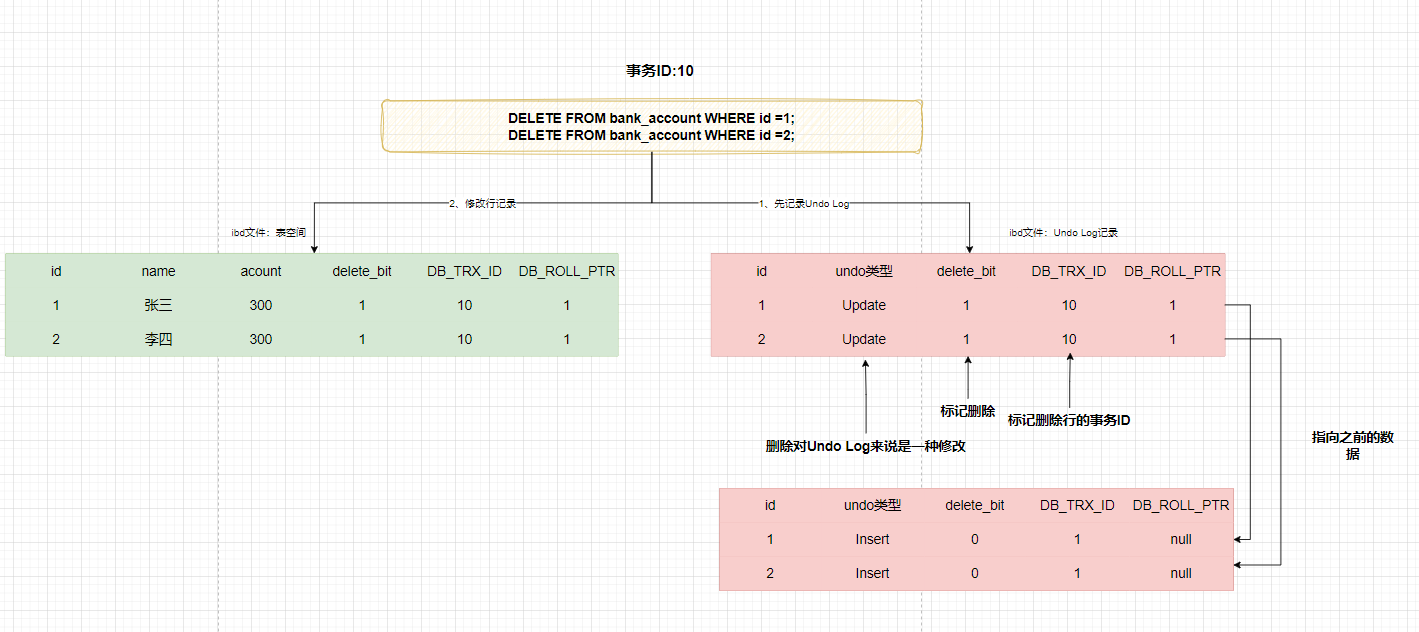 事务ID:10
DELETE FROM bank_account WHERE id =1;
DELETE FROM bank_account WHERE id =2;
2、修改行记录
1、先记录Undo Log
ibd文件：表空间
ibd文件：Undo Log记录
id name acount delete_bit DB_TRX_ID DB_ROLL_PTR
1 张三 300 1 10 1
2 李四 300 1 10 1
id undo类型 delete_bit DB_TRX_ID DB_ROLL_PTR
1 Update 1 10 1
2 Update 1 10 1
标记删除
标记删除行的事务ID
删除对Undo Log来说是一种修改
指向之前的数
据
id undo类型 delete_bit DB_TRX_ID DB_ROLL_PTR
1 Insert 0 1 null
2 Insert 0 1 null